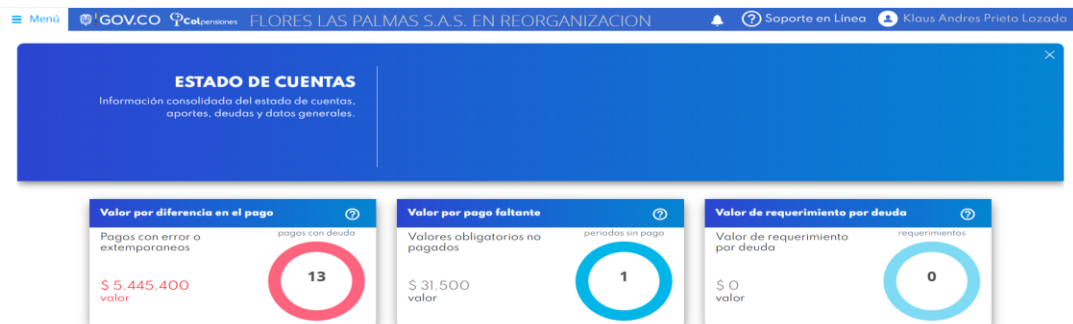 Menú GOV.CO Colpensiones FLORES LAS PALMAS S.A.S. EN REORGANIZACION Soporte en Línea Klaus Andres Prieto Lozada
ESTADO DE CUENTAS
Información consolidada del estado de cuentas,
aportes, deudas y datos generales.
Valor por diferencia en el pago
Pagos con error o
extemporaneos
pagos con deuda
13
$ 5.445.400
valor
Valor por pago faltante
Valores obligatorios no
pagados
periodos sin pago
1
$ 31.500
valor
Valor de requerimiento por deuda
Valor de requerimiento
por deuda
requerimientos
0
$ 0
valor